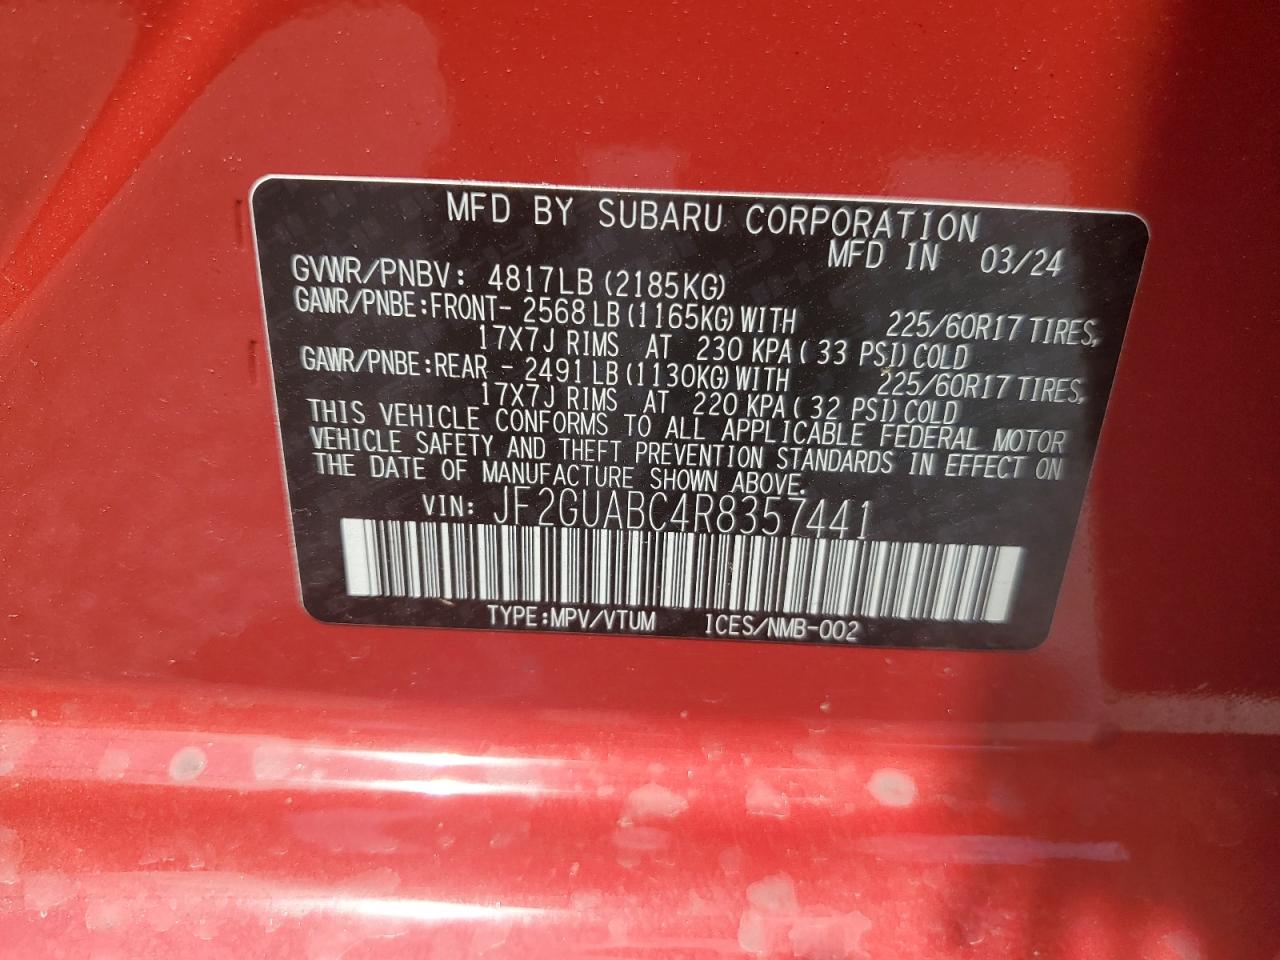 MFD BY SUBARU CORPORATION
MFD IN 03/24
GVWR/PNBV: 4817LB (2185KG)
GAWR/PNBE:FRONT- 2568 LB (1165KG) WITH 225/60R17 TIRES,
17X7J RIMS AT 230 KPA ( 33 PSI) COLD
GAWR/PNBE:REAR - 2491 LB (1130KG) WITH 225/60R17 TIRES,
17X7J RIMS AT 220 KPA ( 32 PSI) COLD
THIS VEHICLE CONFORMS TO ALL APPLICABLE FEDERAL MOTOR
VEHICLE SAFETY AND THEFT PREVENTION STANDARDS IN EFFECT ON
THE DATE OF MANUFACTURE SHOWN ABOVE.
VIN: JF2GUABC4R8357441
TYPE:MPV/VTUM ICES/NMB-002